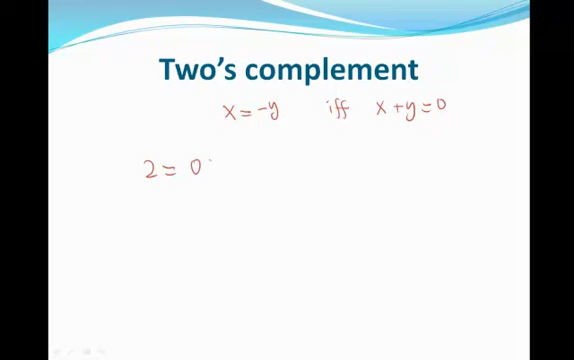 Two's complement
x = -y iff x + y = 0
2 = 0